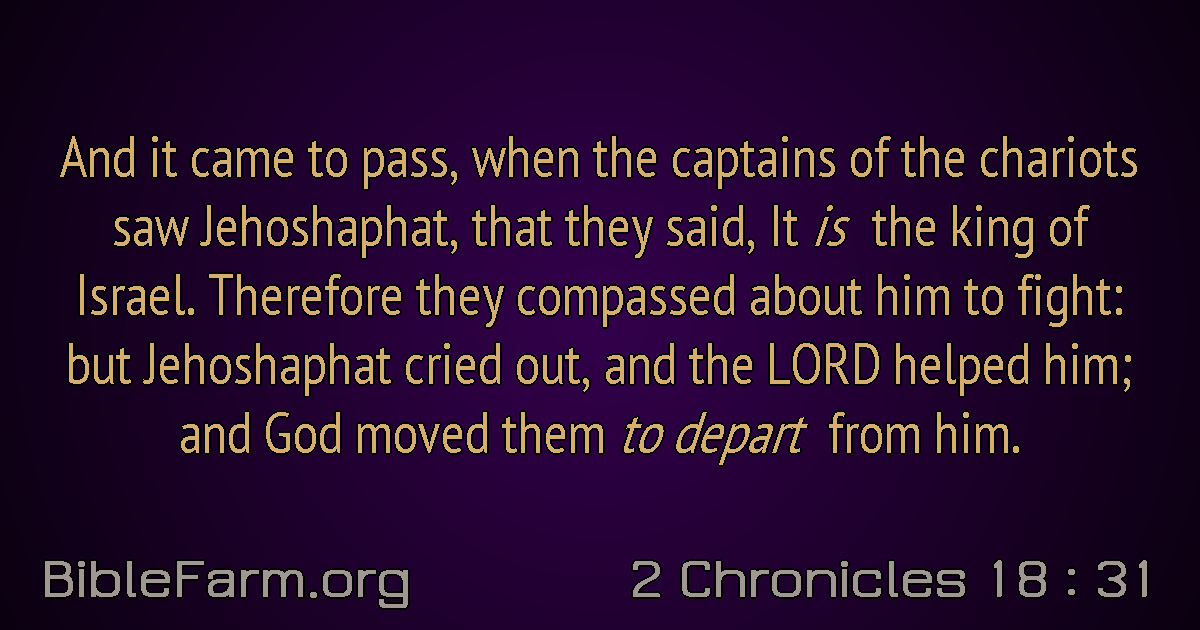 And it came to pass, when the captains of the chariots
saw Jehoshaphat, that they said, It is the king of
Israel. Therefore they compassed about him to fight:
but Jehoshaphat cried out, and the LORD helped him;
and God moved them to depart from him.
BibleFarm.org
2 Chronicles 18 : 31